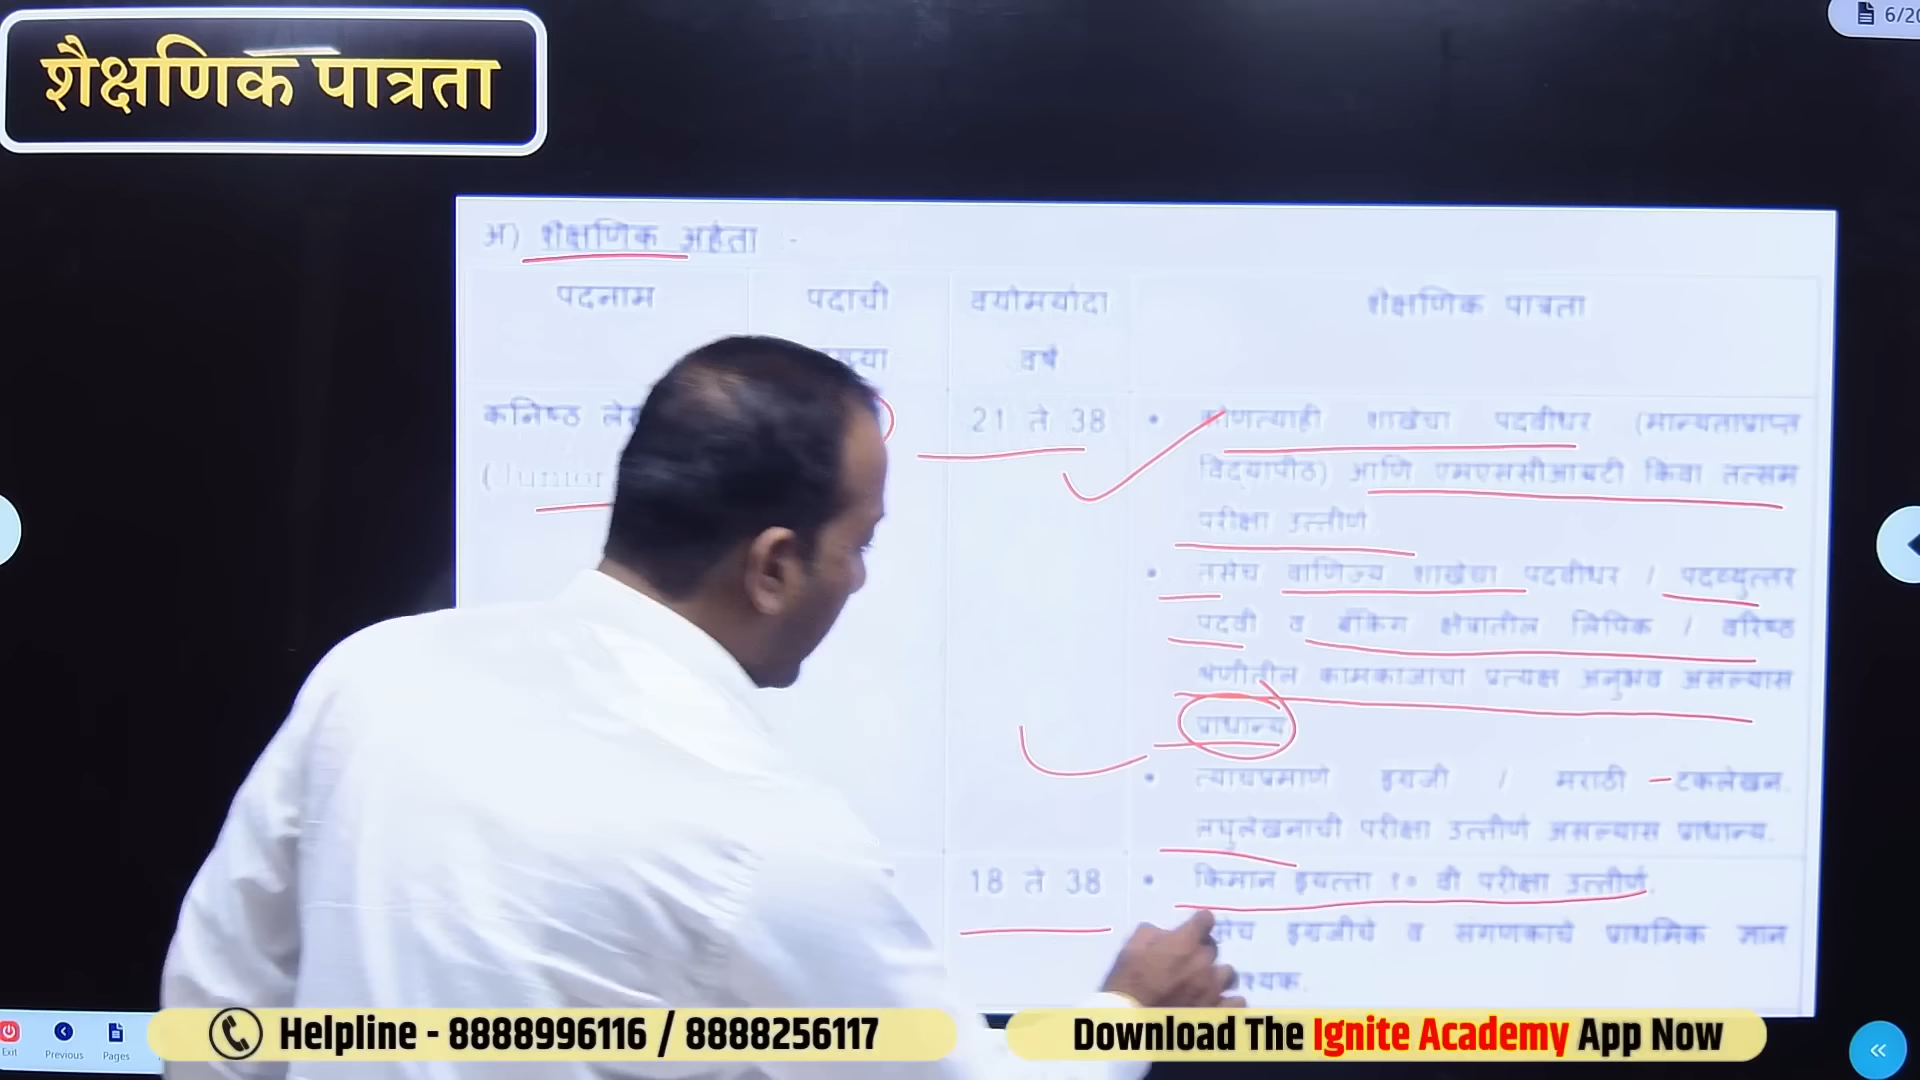 शैक्षणिक पात्रता
6/20
अ) शैक्षणिक अर्हता -
पदनाम
पदाची
वयोमर्यादा
वर्षे
शैक्षणिक पात्रता
कनिष्ठ
(Junior
21 ते 38
• कोणत्याही शाखेचा पदवीधर (मान्यताप्राप्त
विद्यापीठ) आणि एमएससीआयटी किंवा तत्सम
परीक्षा उत्तीर्ण
• तसेच वाणिज्य शाखेचा पदवीधर / पदव्युत्तर
पदवी व बँकिंग क्षेत्रातील लिपिक / वरिष्ठ
श्रेणीतील कामकाजाचा प्रत्यक्ष अनुभव असल्यास
प्राधान्य
• त्याचप्रमाणे इंग्रजी / मराठी टंकलेखन.
लघुलेखनाची परीक्षा उत्तीर्ण असल्यास प्राधान्य.
18 ते 38
• किमान इयत्ता १० वी परीक्षा उत्तीर्ण.
इंग्रजीचे व संगणकाचे प्राथमिक ज्ञान
Exit
Previous
Pages
Helpline - 8888996116 / 8888256117
Download The Ignite Academy App Now